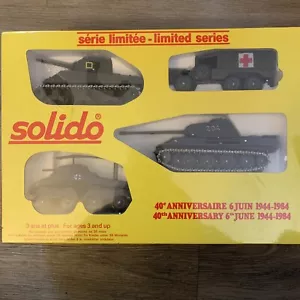 série limitée - limited series
solido
40e ANNIVERSAIRE 6 JUIN 1944-1984
40th ANNIVERSARY 6th JUNE 1944-1984
3 ans et plus. For ages 3 and up